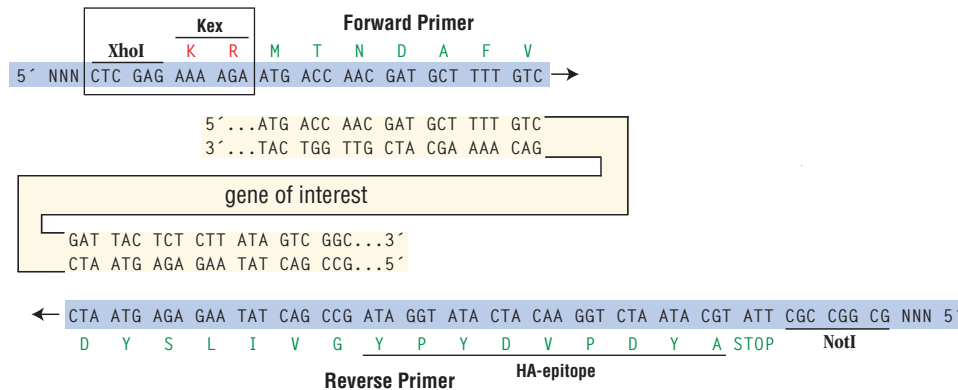 Forward Primer
Kex
XhoI K R M T N D A F V
5´ NNN CTC GAG AAA AGA ATG ACC AAC GAT GCT TTT GTC
5´...ATG ACC AAC GAT GCT TTT GTC
3´...TAC TGG TTG CTA CGA AAA CAG
gene of interest
GAT TAC TCT CTT ATA GTC GGC...3´
CTA ATG AGA GAA TAT CAG CCG...5´
CTA ATG AGA GAA TAT CAG CCG ATA GGT ATA CTA CAA GGT CTA ATA CGT ATT CGC CGG CG NNN 5´
D Y S L I V G Y P Y D V P D Y A STOP NotI
HA-epitope
Reverse Primer